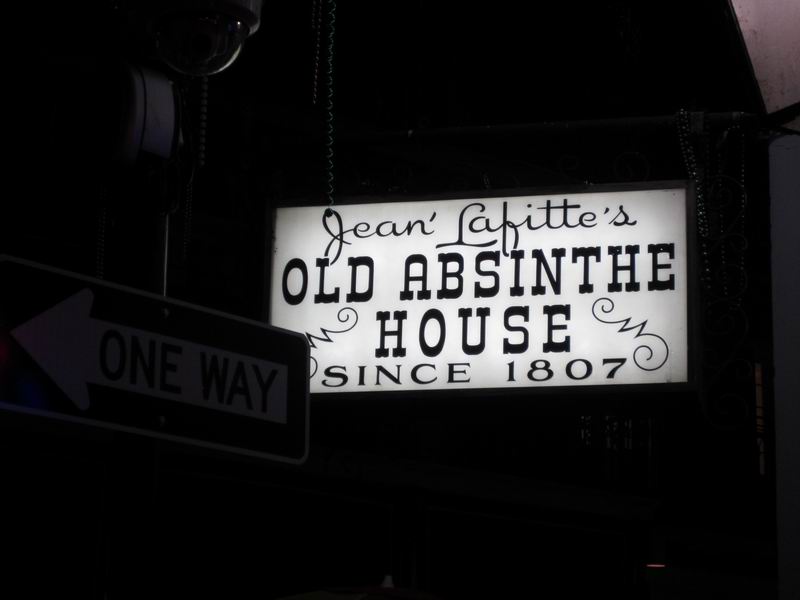 Jean' Lafitte's
OLD ABSINTHE
HOUSE
SINCE 1807
ONE WAY